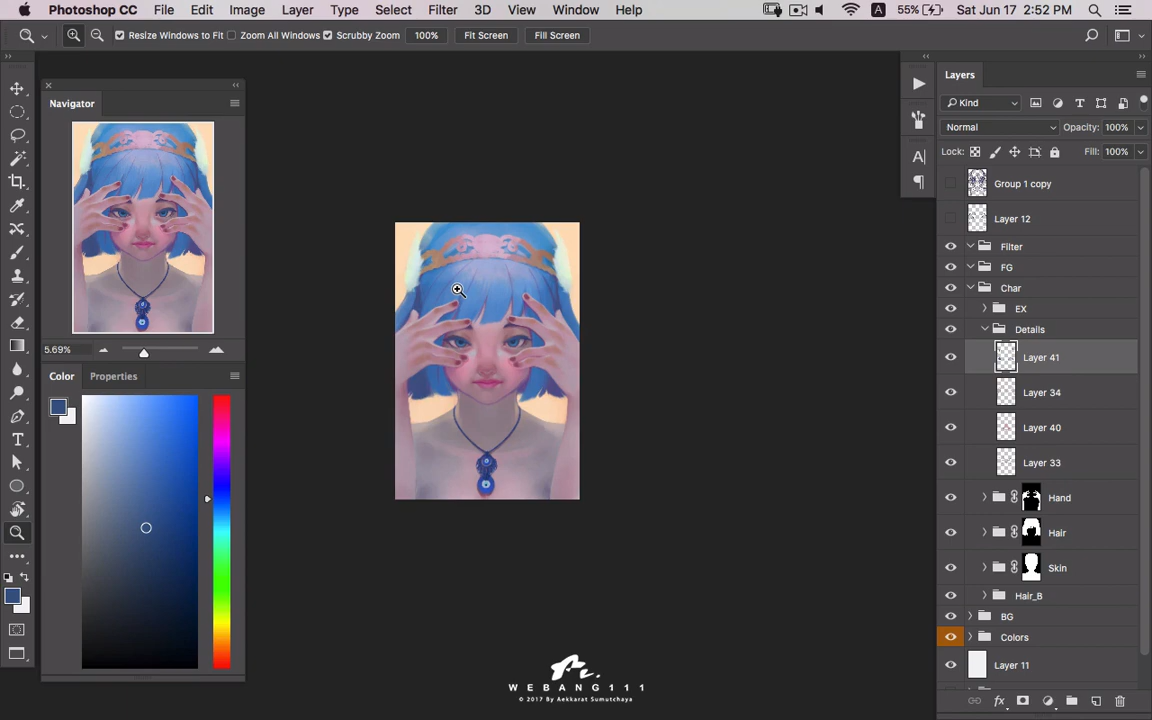 Photoshop CC File Edit Image Layer Type Select Filter 3D View Window Help A 55% Sat Jun 17 2:52 PM
Resize Windows to Fit Zoom All Windows Scrubby Zoom 100% Fit Screen Fill Screen
Navigator
5.69%
Color Properties
Layers
Kind
Normal Opacity: 100%
Lock: Fill: 100%
Group 1 copy
Layer 12
Filter
FG
Char
EX
Details
Layer 41
Layer 34
Layer 40
Layer 33
Hand
Hair
Skin
Hair_B
BG
Colors
Layer 11
WEBANG111
© 2017 By Aekkarat Sumutchaya